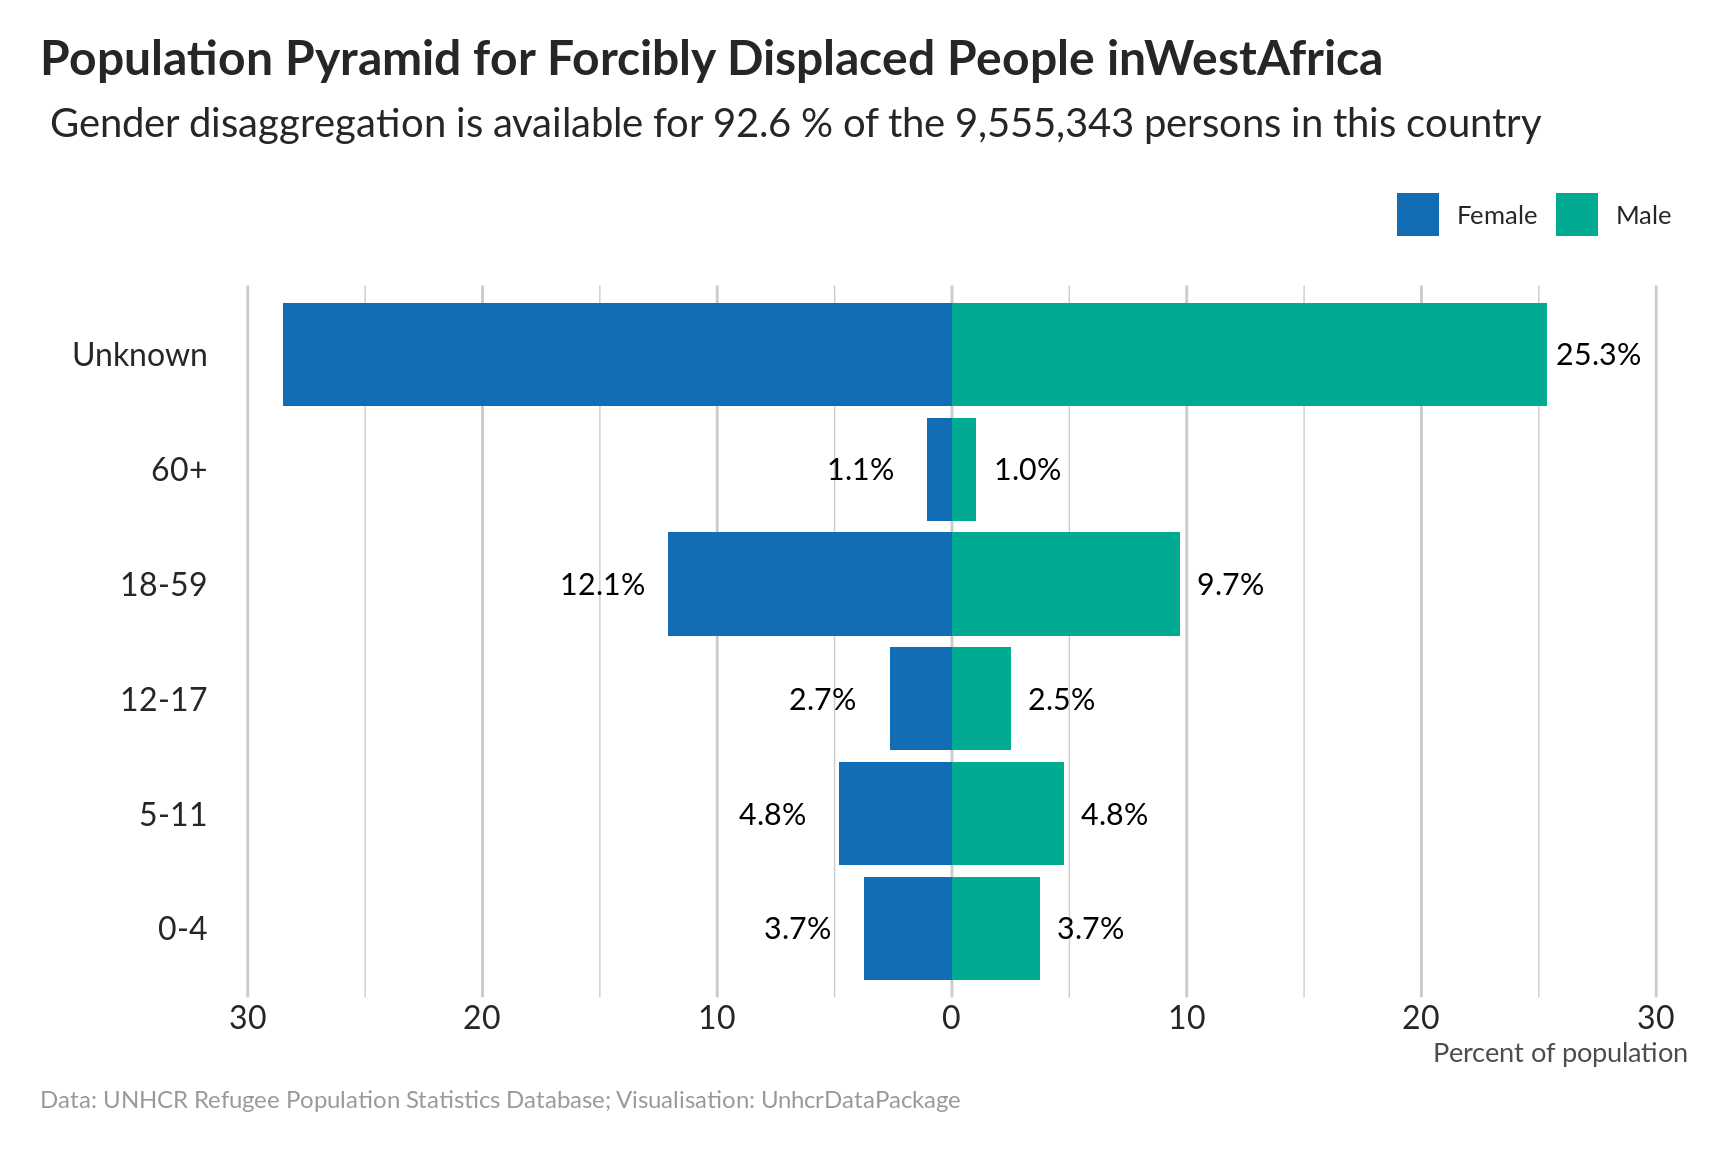 Population Pyramid for Forcibly Displaced People inWestAfrica
Gender disaggregation is available for 92.6 % of the 9,555,343 persons in this country
Female Male
Unknown 25.3%
60+ 1.1% 1.0%
18-59 12.1% 9.7%
12-17 2.7% 2.5%
5-11 4.8% 4.8%
0-4 3.7% 3.7%
30 20 10 0 10 20 30
Percent of population
Data: UNHCR Refugee Population Statistics Database; Visualisation: UnhcrDataPackage